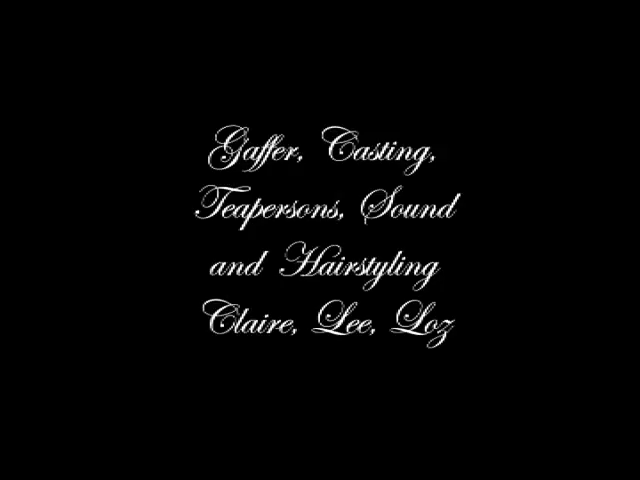 Gaffer, Casting,
Teapersons, Sound
and Hairstyling
Claire, Lee, Loz